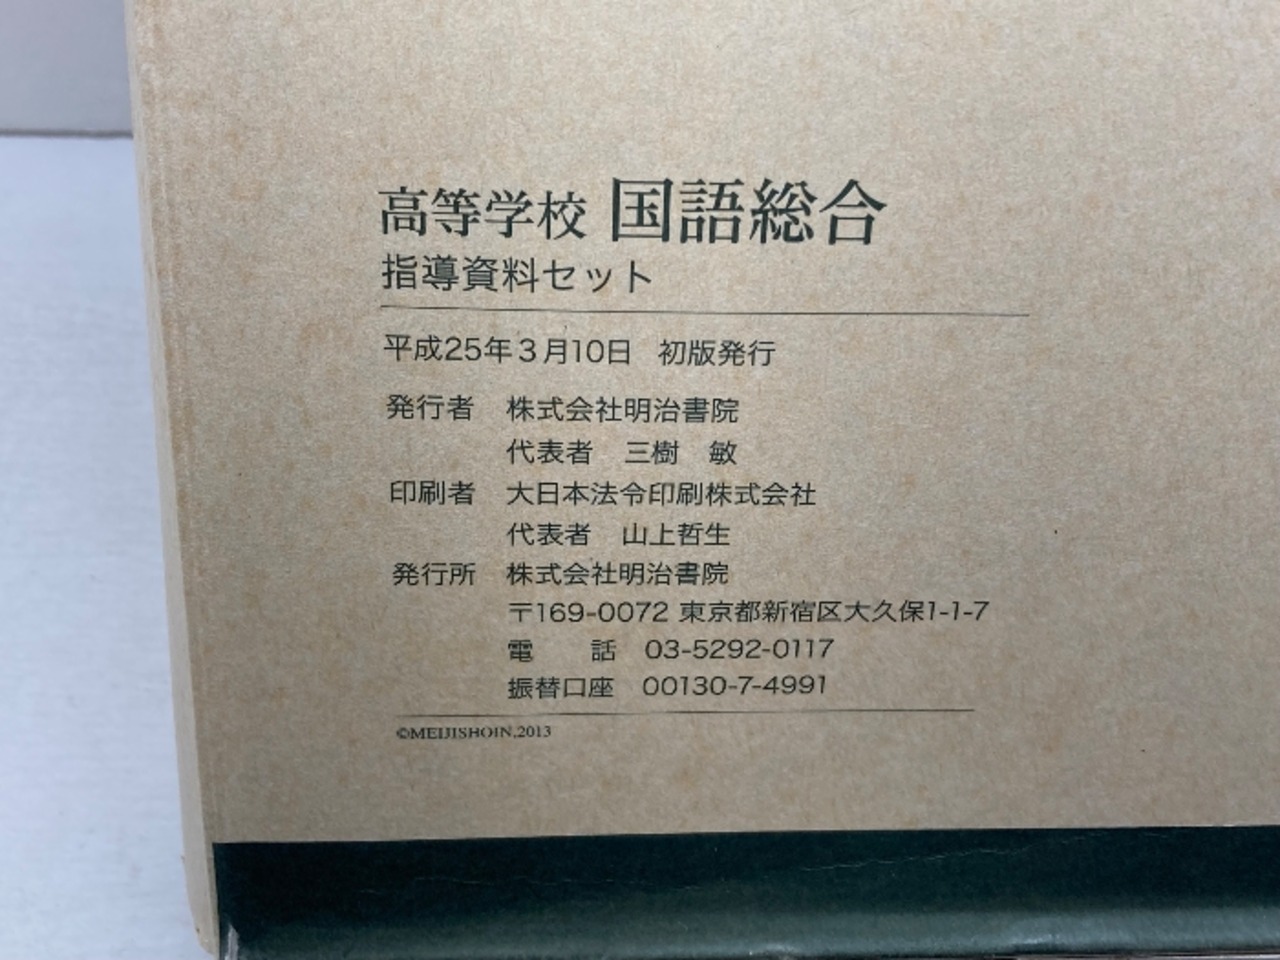 高等学校 国語総合
指導資料セット
平成25年3月10日 初版発行
発行者 株式会社明治書院
代表者 三樹 敏
印刷者 大日本法令印刷株式会社
代表者 山上哲生
発行所 株式会社明治書院
〒169-0072 東京都新宿区大久保1-1-7
電 話 03-5292-0117
振替口座 00130-7-4991
©MEIJISHOIN,2013